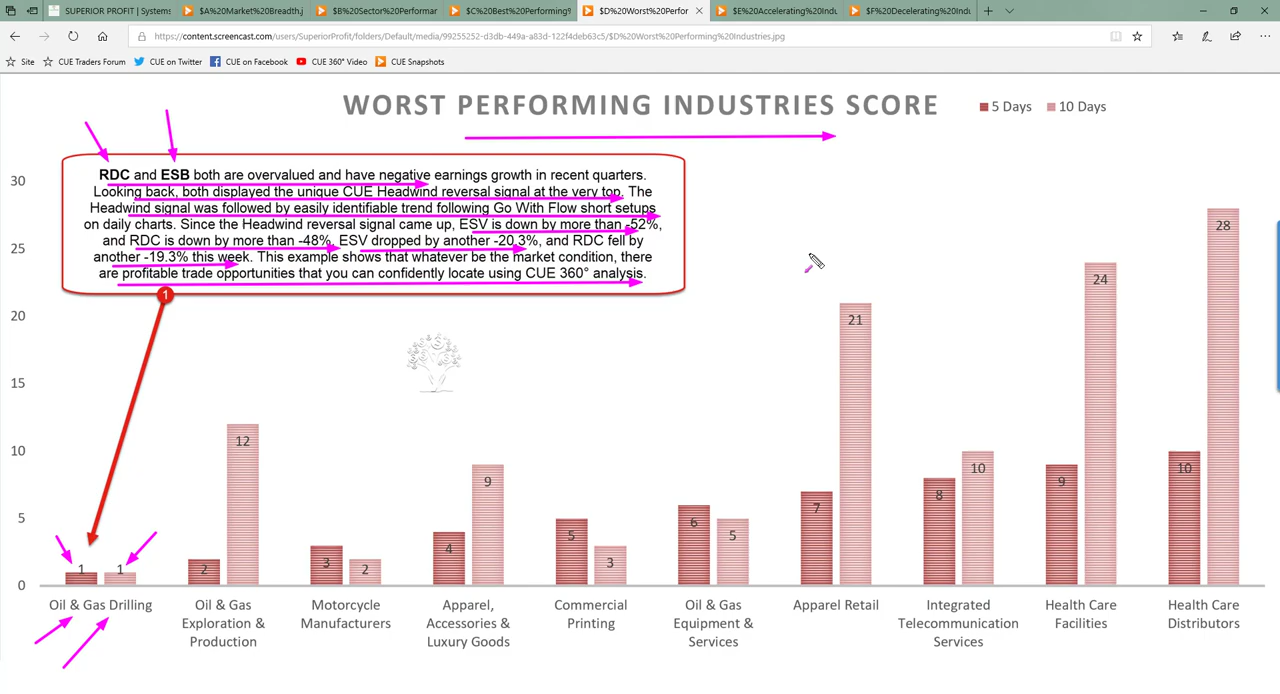 SUPERIOR PROFIT | Systems
$A%20Market%20Breadth.j
$B%20Sector%20Performar
$C%20Best%20Performing%9
$D%20Worst%20Perfor
$E%20Accelerating%20Indu
$F%20Decelerating%20Indu
https://content.screencast.com/users/SuperiorProfit/folders/Default/media/99255252-d3db-449a-a83d-122f4deb63c5/$D%20Worst%20Performing%20Industries.jpg
Site
CUE Traders Forum
CUE on Twitter
CUE on Facebook
CUE 360° Video
CUE Snapshots
WORST PERFORMING INDUSTRIES SCORE
5 Days
10 Days
RDC and ESB both are overvalued and have negative earnings growth in recent quarters.
Looking back, both displayed the unique CUE Headwind reversal signal at the very top. The
Headwind signal was followed by easily identifiable trend following Go With Flow short setups
on daily charts. Since the Headwind reversal signal came up, ESV is down by more than -52%,
and RDC is down by more than -48%. ESV dropped by another -20.3%, and RDC fell by
another -19.3% this week. This example shows that whatever be the market condition, there
are profitable trade opportunities that you can confidently locate using CUE 360° analysis.
1
30
25
20
15
10
5
0
1 1
2 12
3 2
4 9
5 3
6 5
7 21
8 10
9 24
10 28
Oil & Gas Drilling
Oil & Gas
Exploration &
Production
Motorcycle
Manufacturers
Apparel,
Accessories &
Luxury Goods
Commercial
Printing
Oil & Gas
Equipment &
Services
Apparel Retail
Integrated
Telecommunication
Services
Health Care
Facilities
Health Care
Distributors